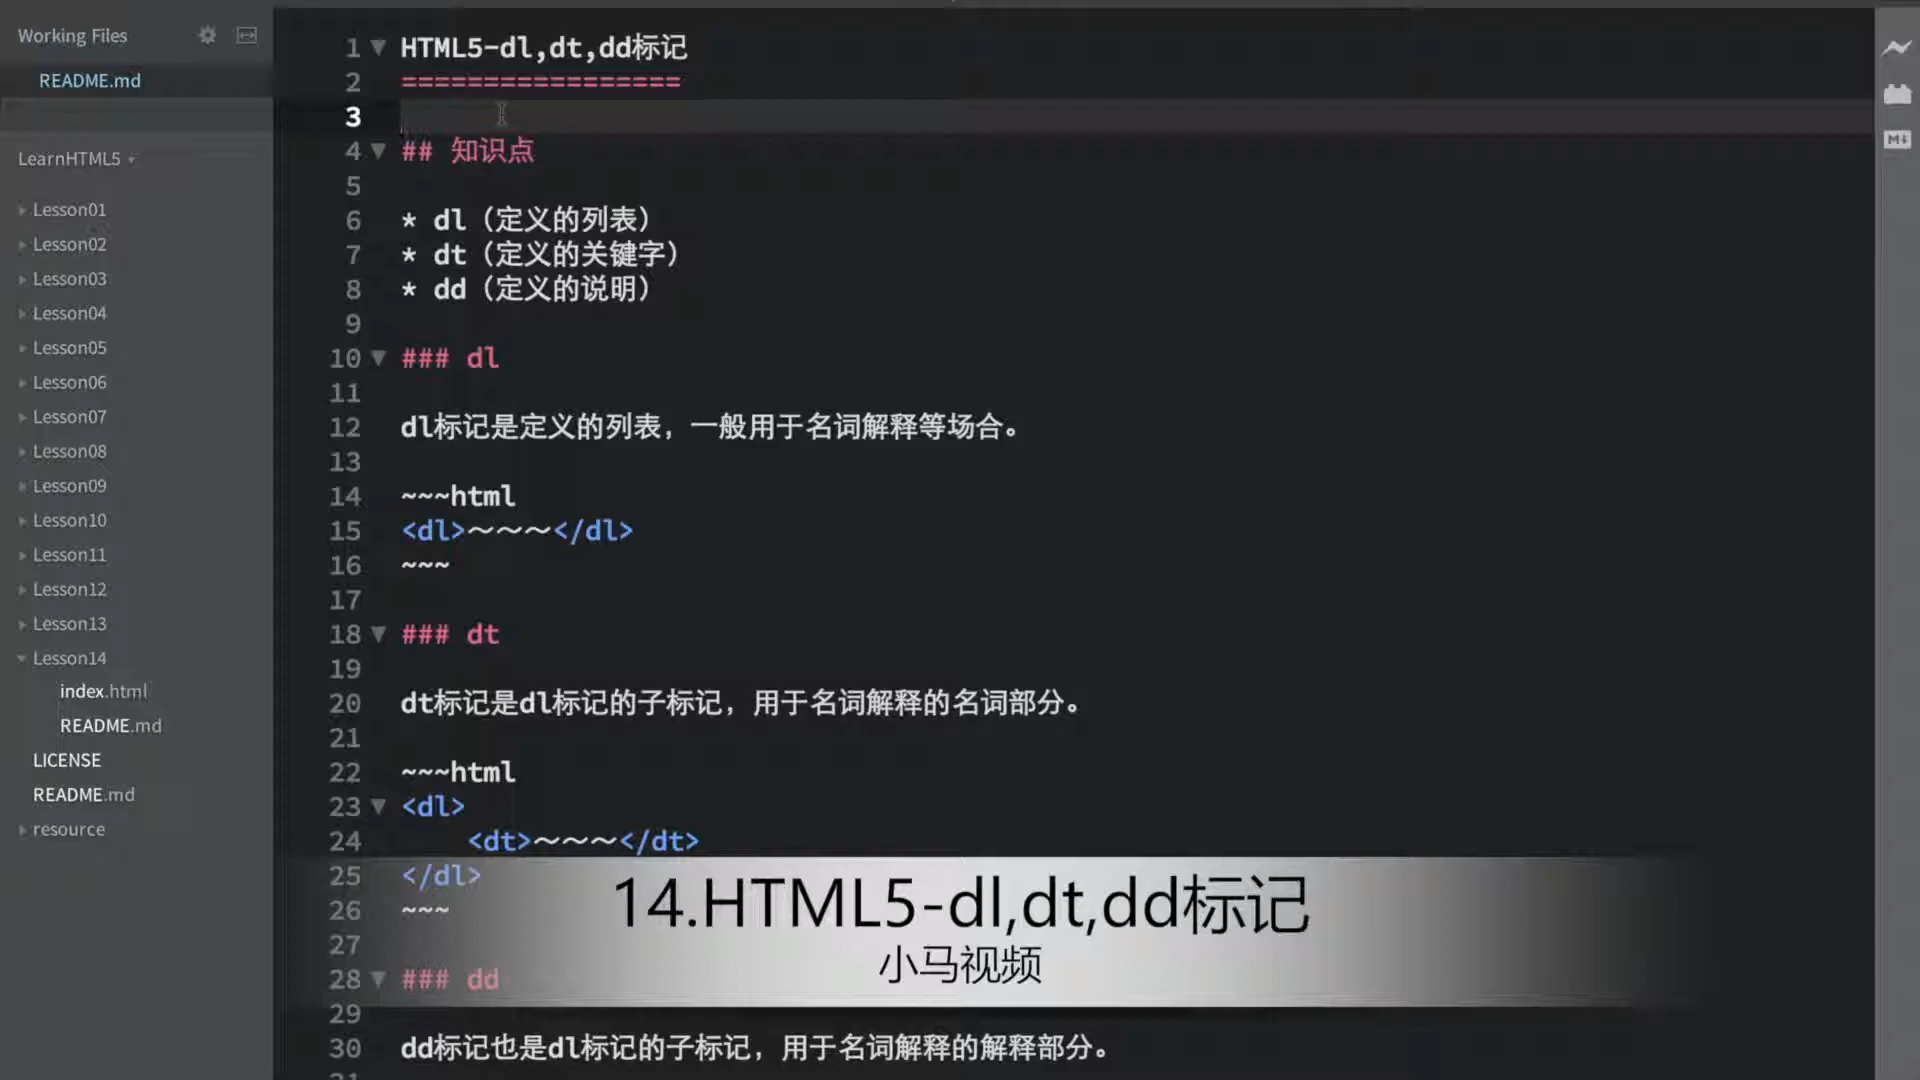 Working Files
README.md
LearnHTML5
Lesson01
Lesson02
Lesson03
Lesson04
Lesson05
Lesson06
Lesson07
Lesson08
Lesson09
Lesson10
Lesson11
Lesson12
Lesson13
Lesson14
index.html
README.md
LICENSE
README.md
resource
1 HTML5-dl,dt,dd标记
2 =================
3
4 ## 知识点
5
6 * dl（定义的列表）
7 * dt（定义的关键字）
8 * dd（定义的说明）
9
10 ### dl
11
12 dl标记是定义的列表，一般用于名词解释等场合。
13
14 ~~~html
15 <dl>～～～</dl>
16 ~~~
17
18 ### dt
19
20 dt标记是dl标记的子标记，用于名词解释的名词部分。
21
22 ~~~html
23 <dl>
24 <dt>～～～</dt>
25 </dl>
26 ~~~
27
28 ### dd
29
30 dd标记也是dl标记的子标记，用于名词解释的解释部分。
14.HTML5-dl,dt,dd标记
小马视频
M↓